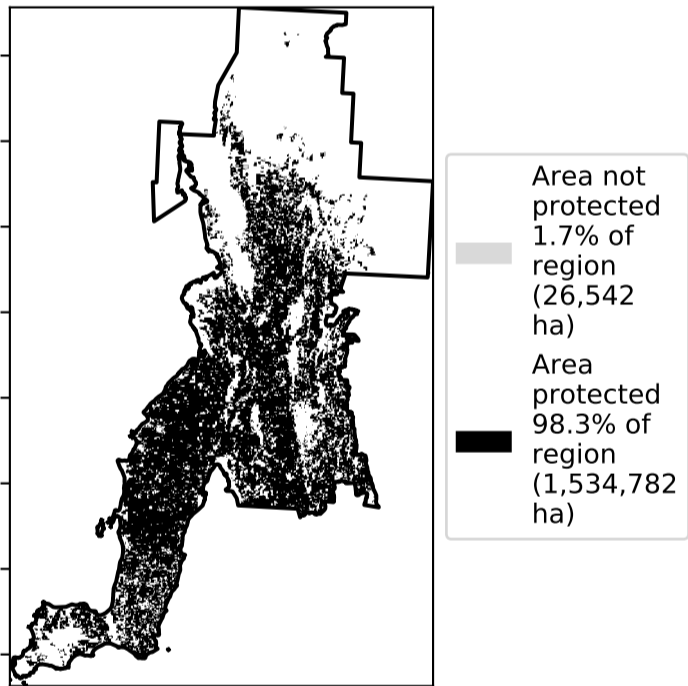 Area not
protected
1.7% of
region
(26,542
ha)
Area
protected
98.3% of
region
(1,534,782
ha)